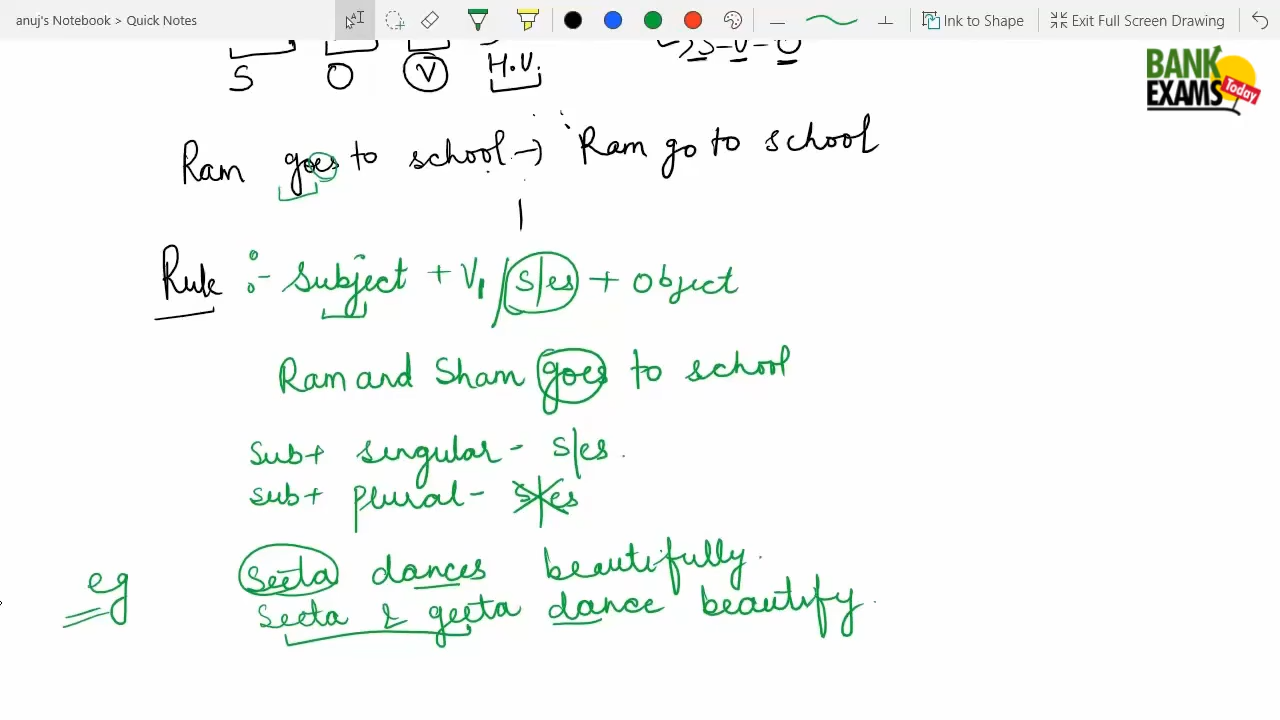 anuj's Notebook > Quick Notes
Ink to Shape
Exit Full Screen Drawing
BANK
EXAMS
Today
S O V H.V. S-V-O
Ram goes to school → Ram go to school
Rule :- Subject + V1/s/es + object
Ram and Sham goes to school
Sub+ singular - s/es.
sub+ plural - s/es
eg Seeta dances beautifully.
Seeta & geeta dance beautify.